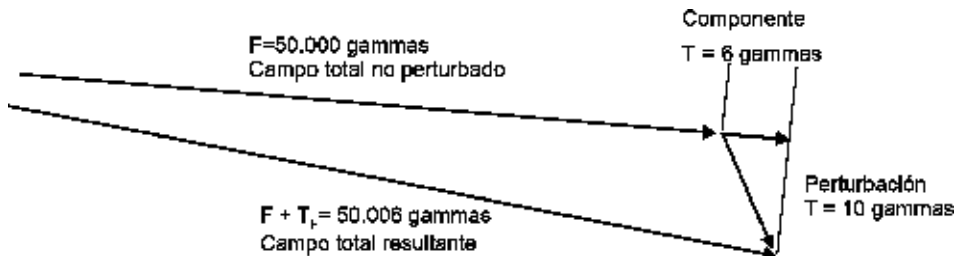 Componente
T = 6 gammas
F=50.000 gammas
Campo total no perturbado
Perturbación
T = 10 gammas
F + T_F= 50.006 gammas
Campo total resultante